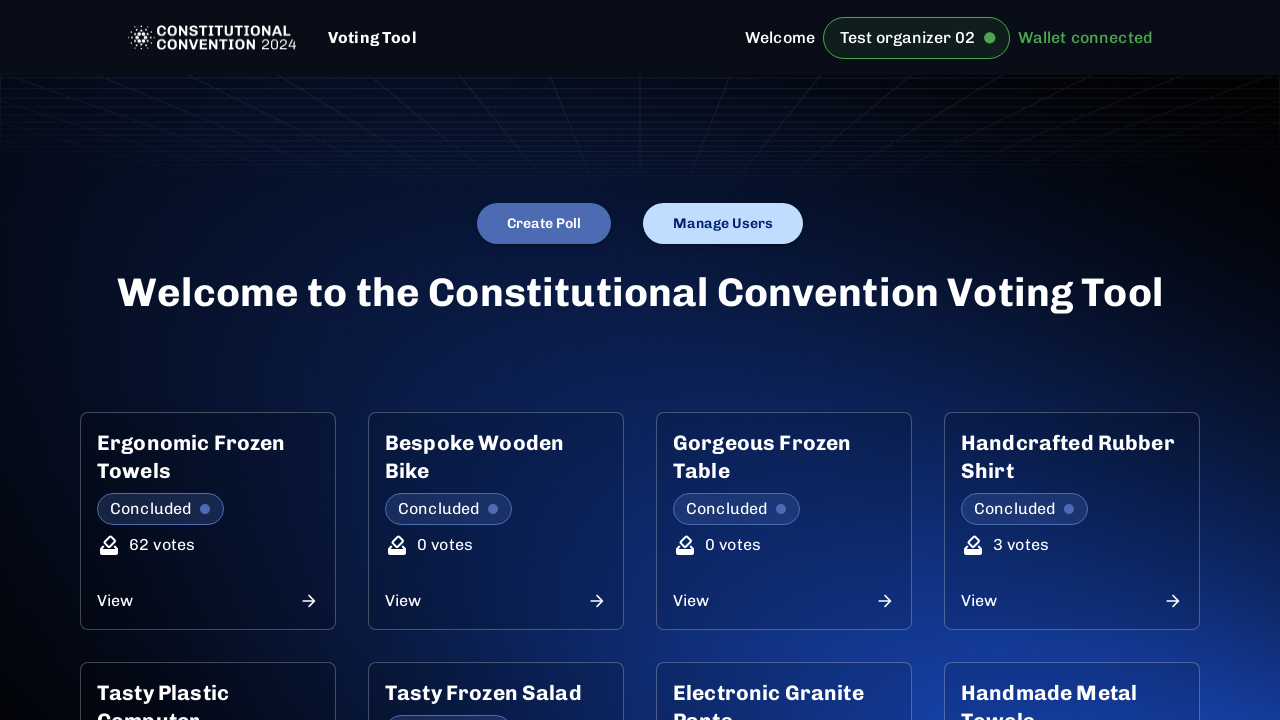 CONSTITUTIONAL
CONVENTION 2024
Voting Tool
Welcome
Test organizer 02
Wallet connected
Create Poll
Manage Users
Welcome to the Constitutional Convention Voting Tool
Ergonomic Frozen
Towels
Concluded
62 votes
View
Bespoke Wooden
Bike
Concluded
0 votes
View
Gorgeous Frozen
Table
Concluded
0 votes
View
Handcrafted Rubber
Shirt
Concluded
3 votes
View
Tasty Plastic
Computer
Tasty Frozen Salad
Electronic Granite
Pants
Handmade Metal
Towels